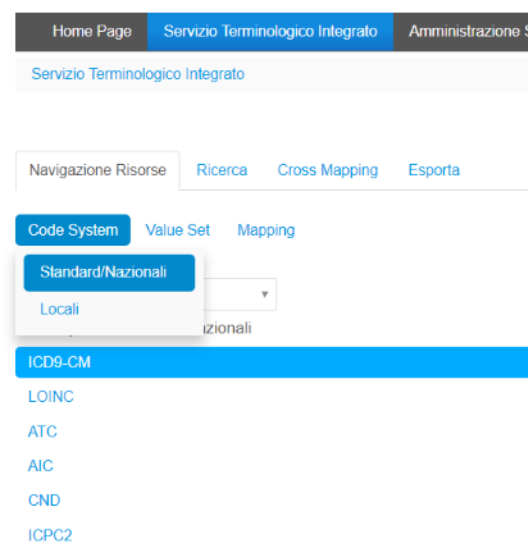 Home Page Servizio Terminologico Integrato Amministrazione
Servizio Terminologico Integrato
Navigazione Risorse Ricerca Cross Mapping Esporta
Code System Value Set Mapping
Standard/Nazionali
Locali
zionali
ICD9-CM
LOINC
ATC
AIC
CND
ICPC2